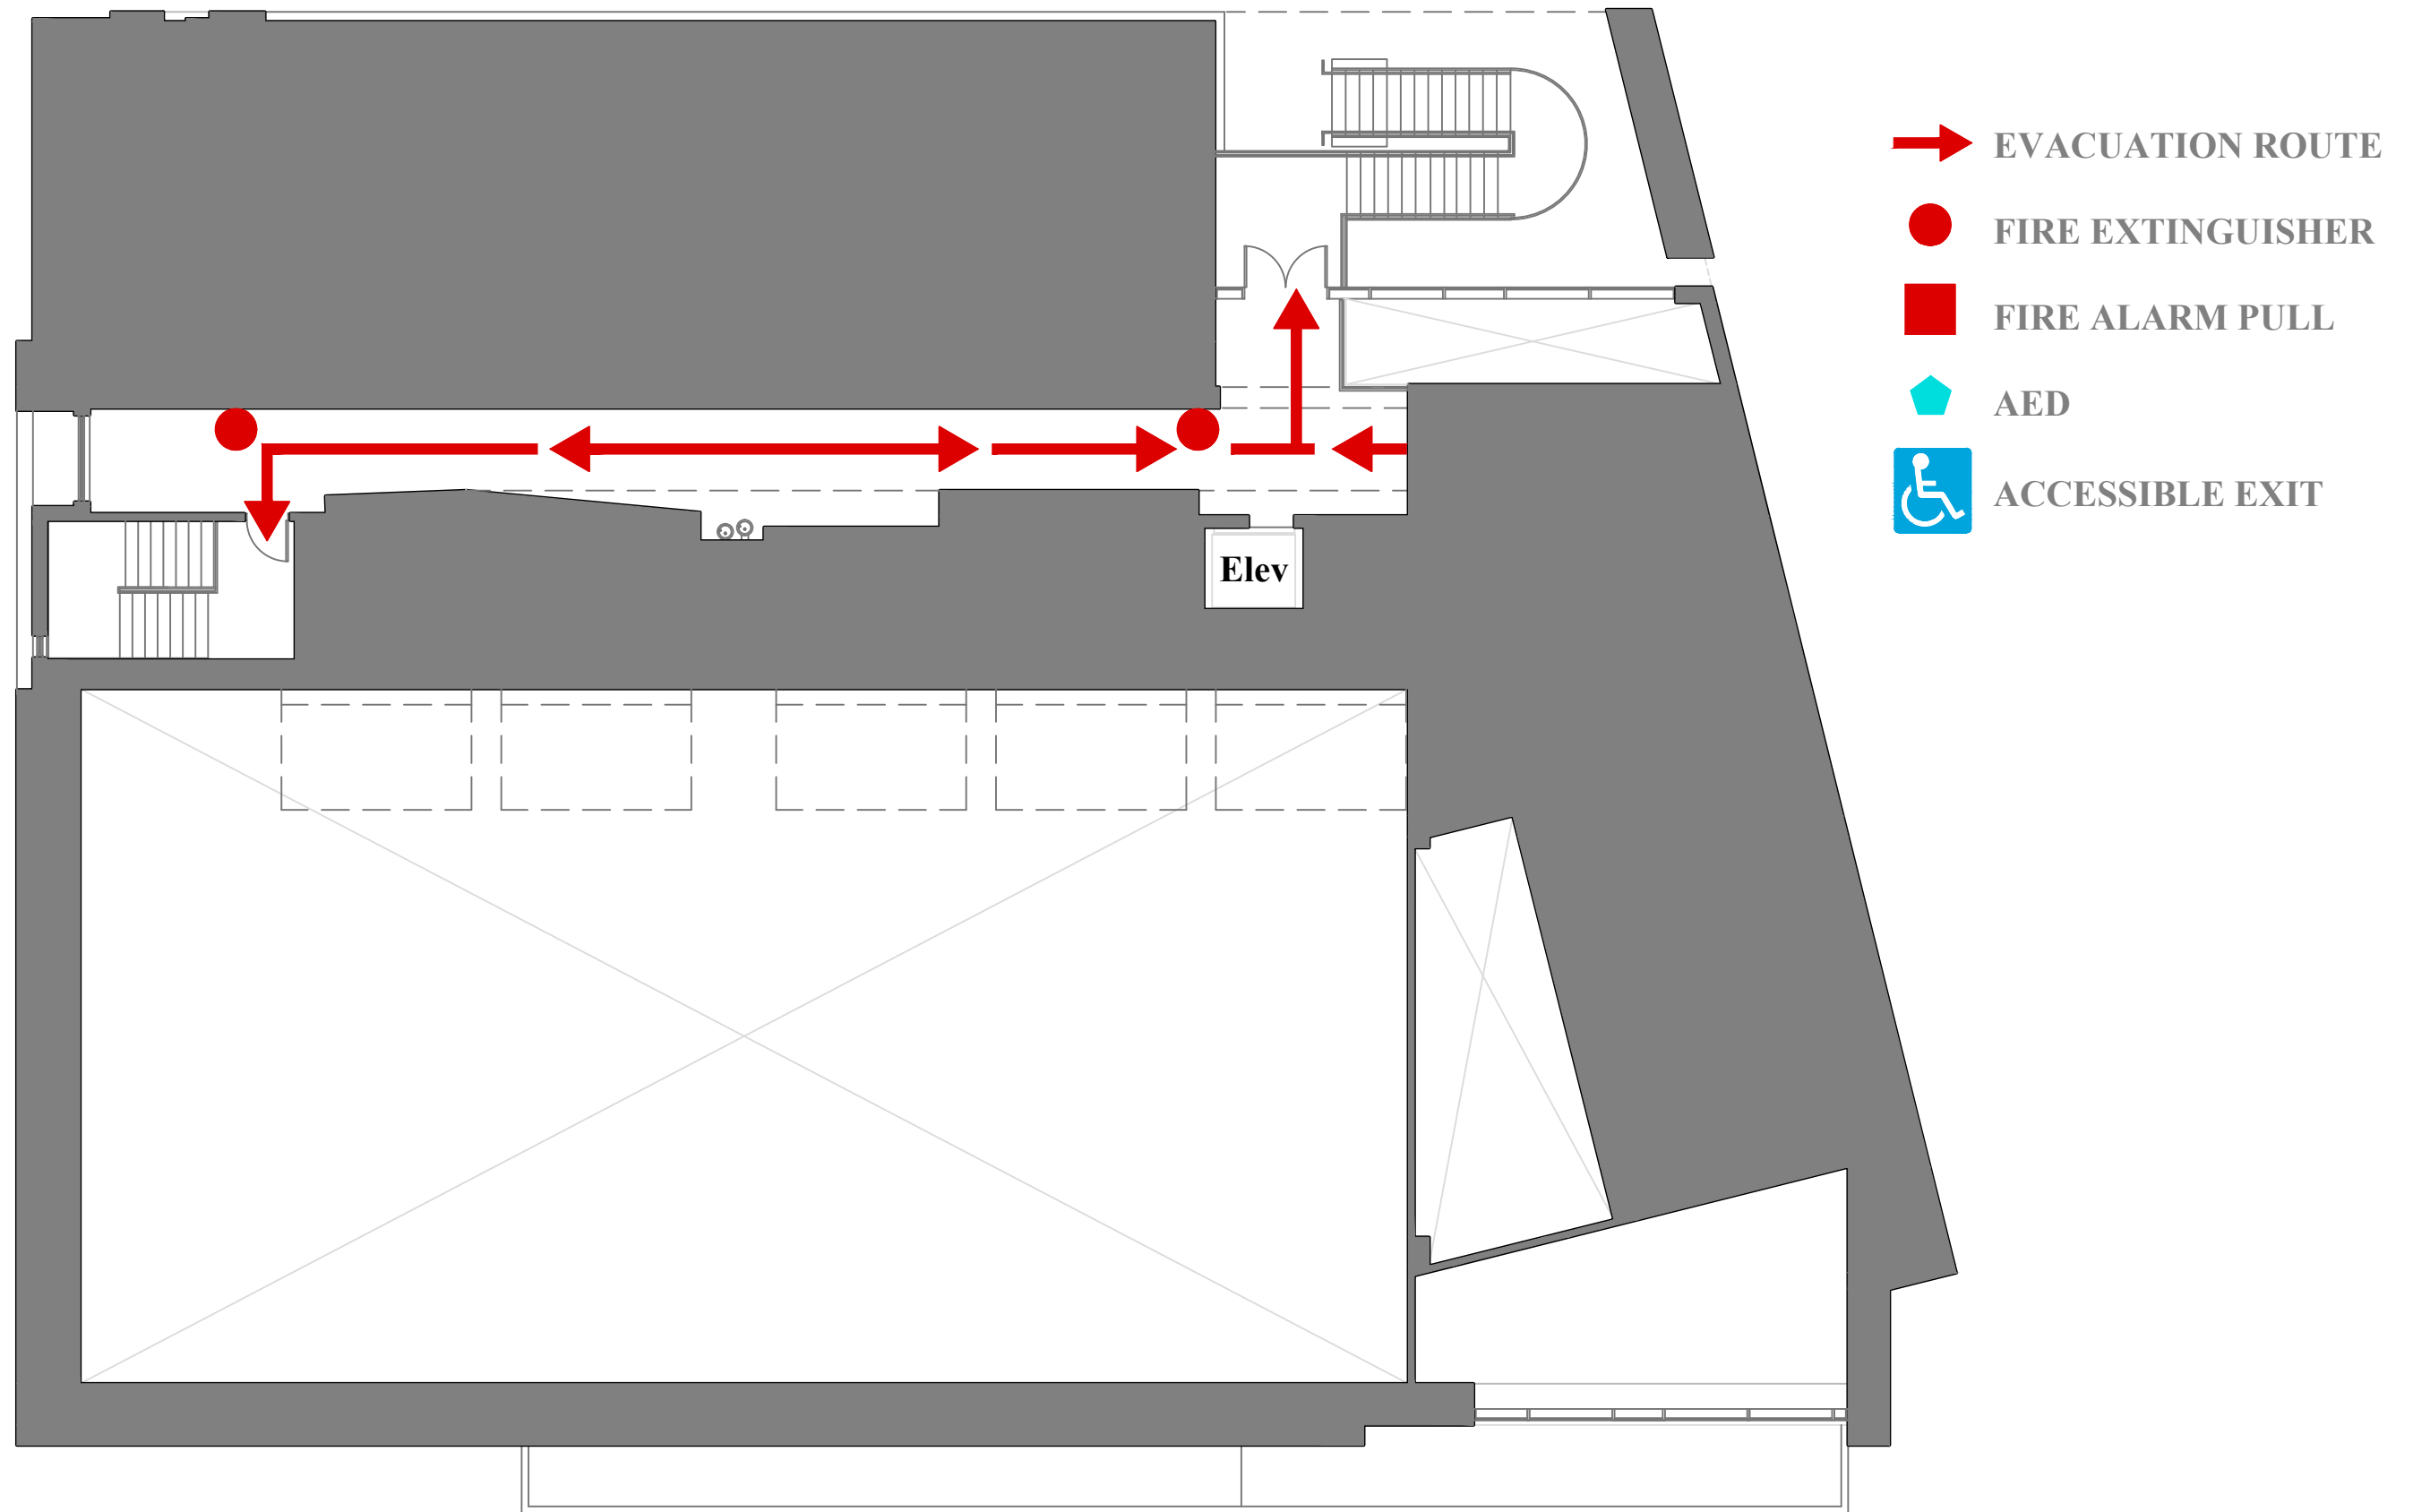 EVACUATION ROUTE
FIRE EXTINGUISHER
FIRE ALARM PULL
AED
ACCESSIBLE EXIT
Elev